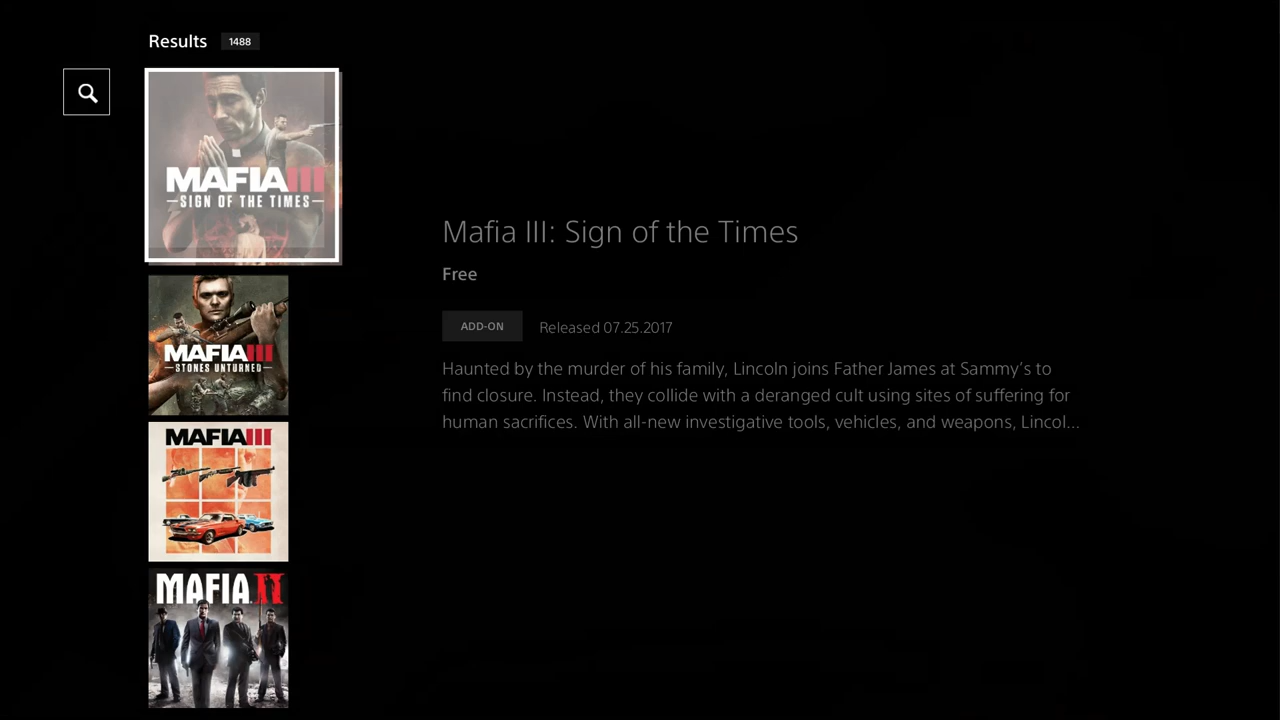 Results 1488
MAFIA III
SIGN OF THE TIMES
MAFIA III
STONES UNTURNED
MAFIA III
MAFIA II
Mafia III: Sign of the Times
Free
ADD-ON Released 07.25.2017
Haunted by the murder of his family, Lincoln joins Father James at Sammy’s to
find closure. Instead, they collide with a deranged cult using sites of suffering for
human sacrifices. With all-new investigative tools, vehicles, and weapons, Lincol...